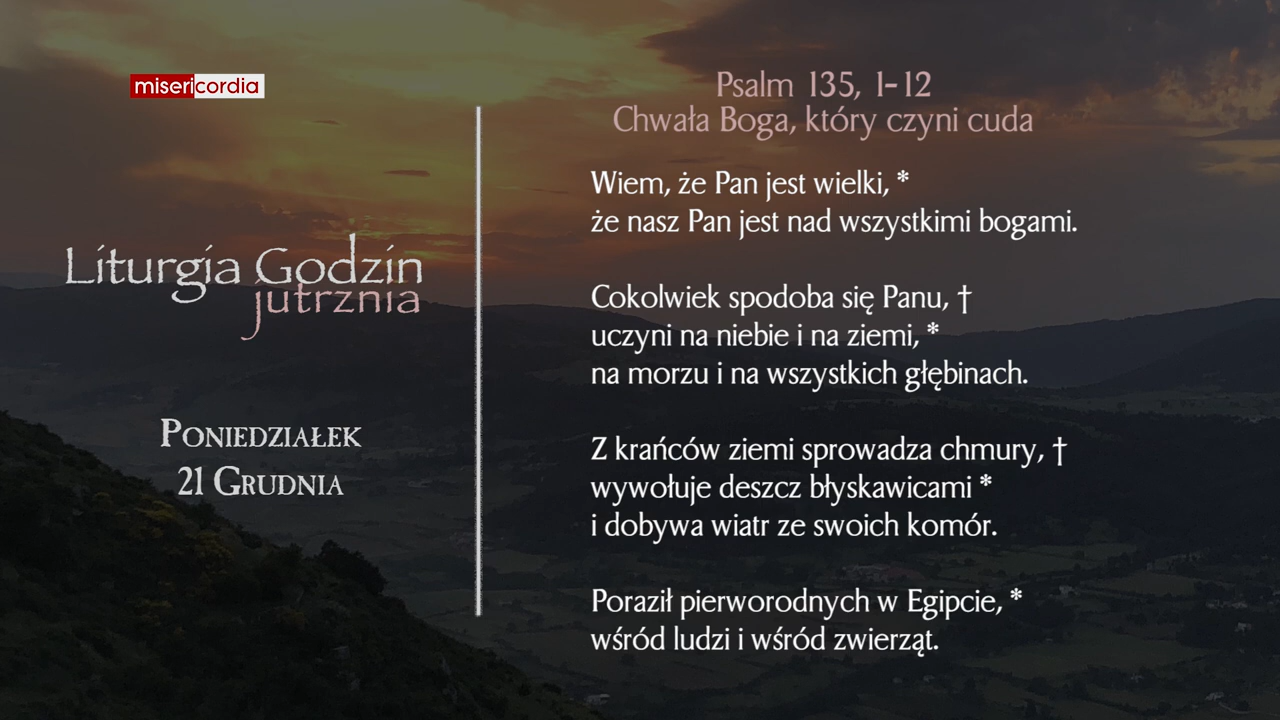 misericordia
Liturgia Godzin
jutrznia
Poniedziałek
21 Grudnia
Psalm 135, 1-12
Chwała Boga, który czyni cuda
Wiem, że Pan jest wielki, *
że nasz Pan jest nad wszystkimi bogami.
Cokolwiek spodoba się Panu, †
uczyni na niebie i na ziemi, *
na morzu i na wszystkich głębinach.
Z krańców ziemi sprowadza chmury, †
wywołuje deszcz błyskawicami *
i dobywa wiatr ze swoich komór.
Poraził pierworodnych w Egipcie, *
wśród ludzi i wśród zwierząt.